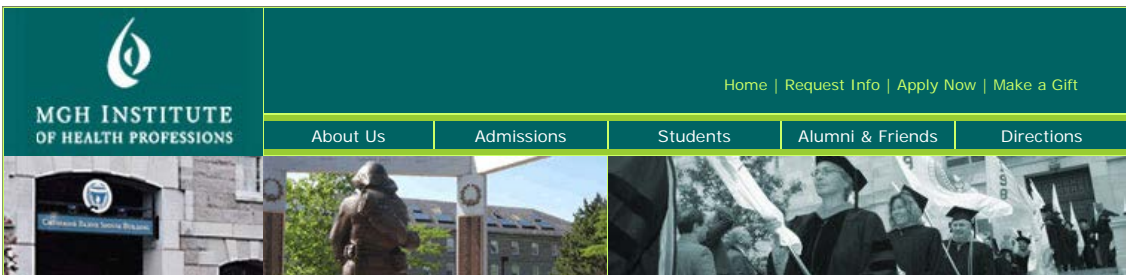 Home | Request Info | Apply Now | Make a Gift
MGH INSTITUTE
OF HEALTH PROFESSIONS
About Us
Admissions
Students
Alumni & Friends
Directions